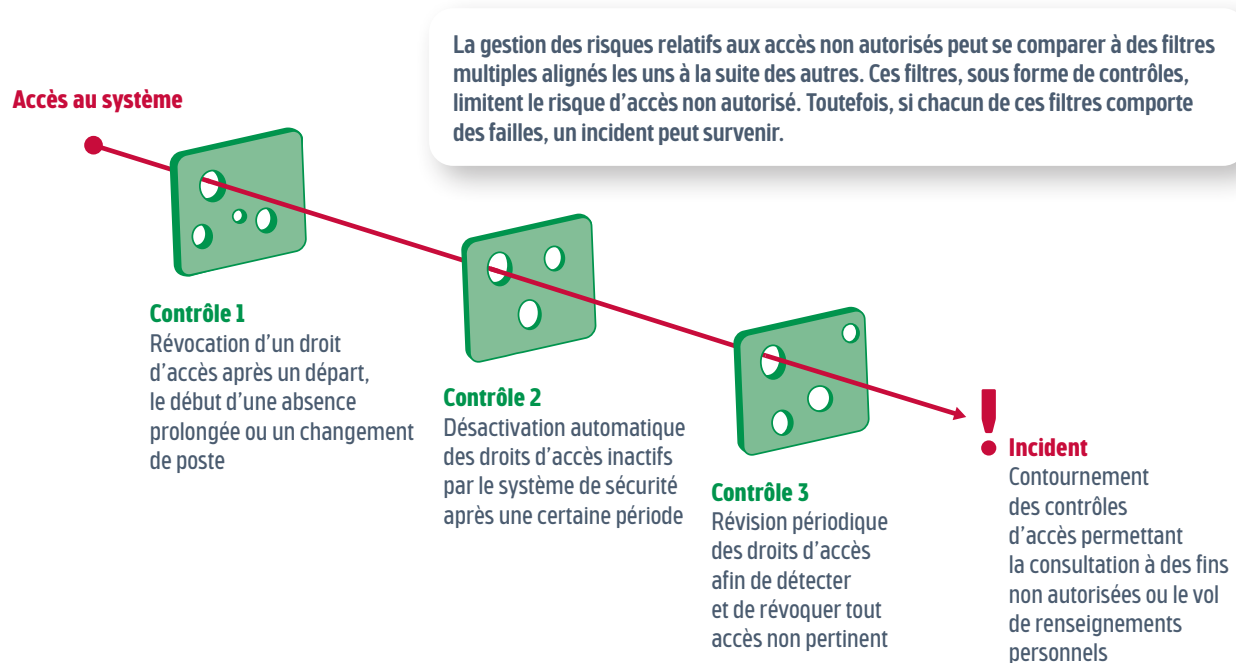 La gestion des risques relatifs aux accès non autorisés peut se comparer à des filtres
multiples alignés les uns à la suite des autres. Ces filtres, sous forme de contrôles,
limitent le risque d’accès non autorisé. Toutefois, si chacun de ces filtres comporte
des failles, un incident peut survenir.
Accès au système
Contrôle 1
Révocation d’un droit
d’accès après un départ,
le début d’une absence
prolongée ou un changement
de poste
Contrôle 2
Désactivation automatique
des droits d’accès inactifs
par le système de sécurité
après une certaine période
Contrôle 3
Révision périodique
des droits d’accès
afin de détecter
et de révoquer tout
accès non pertinent
Incident
Contournement
des contrôles
d’accès permettant
la consultation à des fins
non autorisées ou le vol
de renseignements
personnels